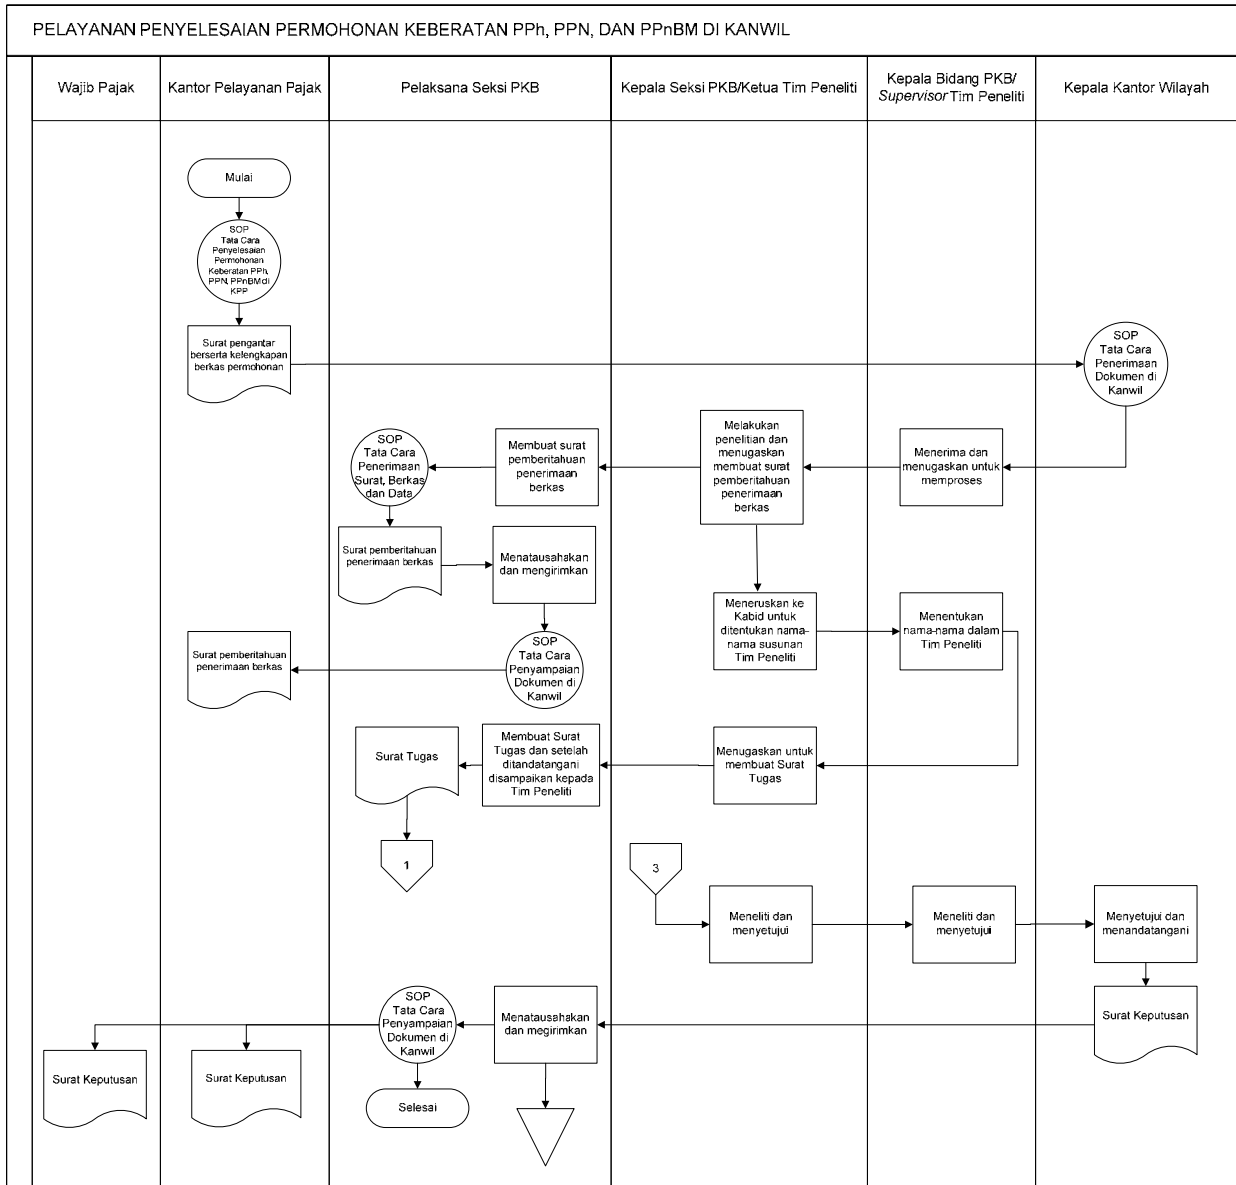 PELAYANAN PENYELESAIAN PERMOHONAN KEBERATAN PPh, PPN, DAN PPnBM DI KANWIL
Wajib Pajak
Kantor Pelayanan Pajak
Pelaksana Seksi PKB
Kepala Seksi PKB/Ketua Tim Peneliti
Kepala Bidang PKB/
Supervisor Tim Peneliti
Kepala Kantor Wilayah
Mulai
SOP
Tata Cara
Penyelesaian
Permohonan
Keberatan PPh,
PPN, PPnBM di
KPP
Surat pengantar
berserta kelengkapan
berkas permohonan
SOP
Tata Cara
Penerimaan
Dokumen di
Kanwil
Menerima dan
menugaskan untuk
memproses
Melakukan
penelitian dan
menugaskan
membuat surat
pemberitahuan
penerimaan
berkas
Membuat surat
pemberitahuan
penerimaan
berkas
SOP
Tata Cara
Penerimaan
Surat, Berkas
dan Data
Surat pemberitahuan
penerimaan berkas
Menatausahakan
dan mengirimkan
SOP
Tata Cara
Penyampaian
Dokumen di
Kanwil
Surat pemberitahuan
penerimaan berkas
Meneruskan ke
Kabid untuk
ditentukan nama-
nama susunan
Tim Peneliti
Menentukan
nama-nama dalam
Tim Peneliti
Menugaskan untuk
membuat Surat
Tugas
Membuat Surat
Tugas dan setelah
ditandatangani
disampaikan kepada
Tim Peneliti
Surat Tugas
1
3
Meneliti dan
menyetujui
Meneliti dan
menyetujui
Menyetujui dan
menandatangani
Surat Keputusan
Menatausahakan
dan megirimkan
SOP
Tata Cara
Penyampaian
Dokumen di
Kanwil
Surat Keputusan
Surat Keputusan
Selesai